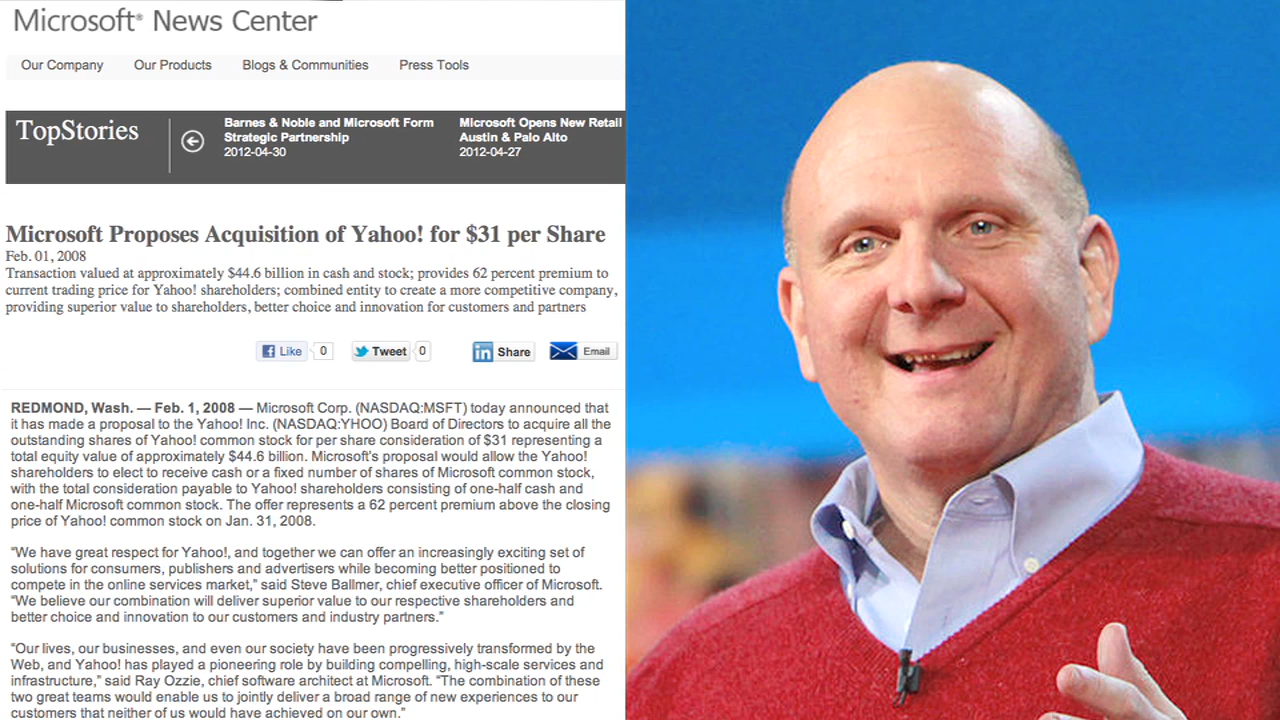 Microsoft® News Center
Our Company Our Products Blogs & Communities Press Tools
TopStories
Barnes & Noble and Microsoft Form
Strategic Partnership
2012-04-30
Microsoft Opens New Retail
Austin & Palo Alto
2012-04-27
Microsoft Proposes Acquisition of Yahoo! for $31 per Share
Feb. 01, 2008
Transaction valued at approximately $44.6 billion in cash and stock; provides 62 percent premium to
current trading price for Yahoo! shareholders; combined entity to create a more competitive company,
providing superior value to shareholders, better choice and innovation for customers and partners
Like 0 Tweet 0 in Share Email
REDMOND, Wash. — Feb. 1, 2008 — Microsoft Corp. (NASDAQ:MSFT) today announced that
it has made a proposal to the Yahoo! Inc. (NASDAQ:YHOO) Board of Directors to acquire all the
outstanding shares of Yahoo! common stock for per share consideration of $31 representing a
total equity value of approximately $44.6 billion. Microsoft's proposal would allow the Yahoo!
shareholders to elect to receive cash or a fixed number of shares of Microsoft common stock,
with the total consideration payable to Yahoo! shareholders consisting of one-half cash and
one-half Microsoft common stock. The offer represents a 62 percent premium above the closing
price of Yahoo! common stock on Jan. 31, 2008.
“We have great respect for Yahoo!, and together we can offer an increasingly exciting set of
solutions for consumers, publishers and advertisers while becoming better positioned to
compete in the online services market,” said Steve Ballmer, chief executive officer of Microsoft.
“We believe our combination will deliver superior value to our respective shareholders and
better choice and innovation to our customers and industry partners.”
“Our lives, our businesses, and even our society have been progressively transformed by the
Web, and Yahoo! has played a pioneering role by building compelling, high-scale services and
infrastructure,” said Ray Ozzie, chief software architect at Microsoft. “The combination of these
two great teams would enable us to jointly deliver a broad range of new experiences to our
customers that neither of us would have achieved on our own.”